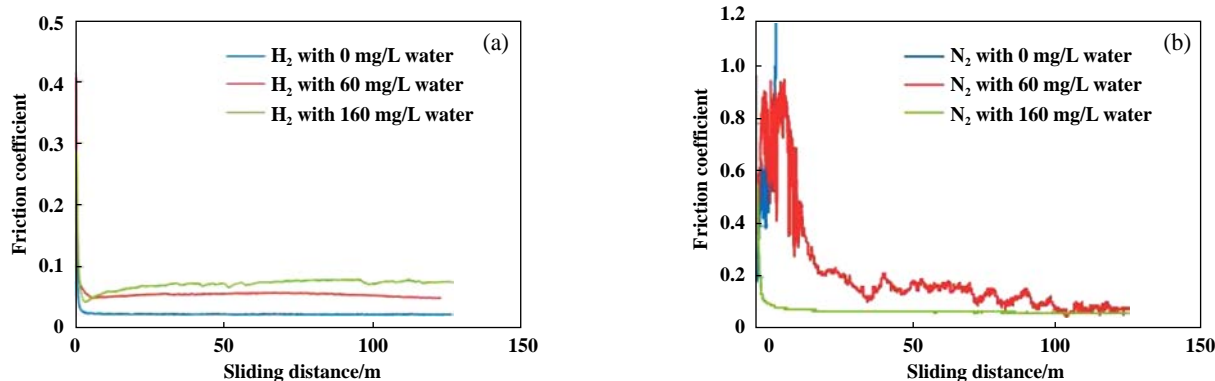 0.5
(a)
H₂ with 0 mg/L water
0.4
H₂ with 60 mg/L water
H₂ with 160 mg/L water
0.3
0.2
0.1
0
Friction coefficient
0
50
100
150
Sliding distance/m
1.2
(b)
N₂ with 0 mg/L water
1.0
N₂ with 60 mg/L water
0.8
N₂ with 160 mg/L water
0.6
0.4
0.2
0
Friction coefficient
0
50
100
150
Sliding distance/m